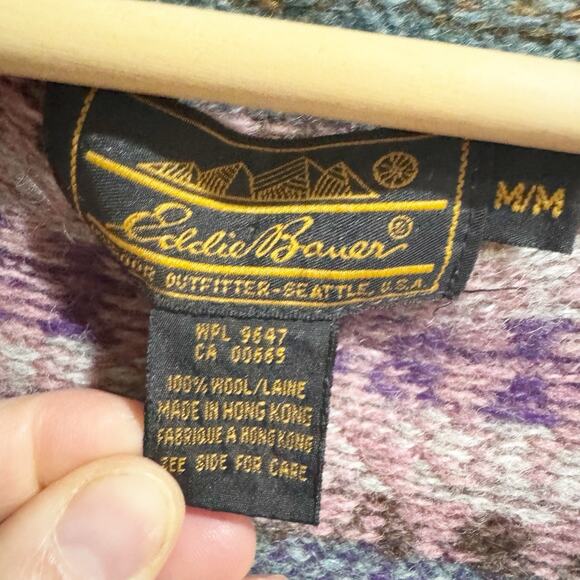 Eddie Bauer®
OUTFITTER-SEATTLE, U.S.A.
M/M
WPL 9647
CA 00665
100% WOOL/LAINE
MADE IN HONG KONG
FABRIQUE A HONG KONG
SEE SIDE FOR CARE